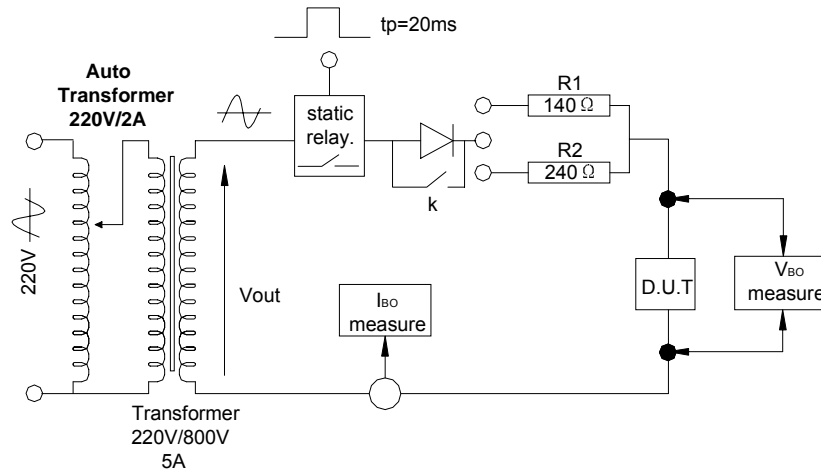 tp=20ms
Auto
Transformer
220V/2A
static
relay.
R1
140 Ω
R2
240 Ω
k
220V
Vout
IBO
measure
D.U.T
VBO
measure
Transformer
220V/800V
5A